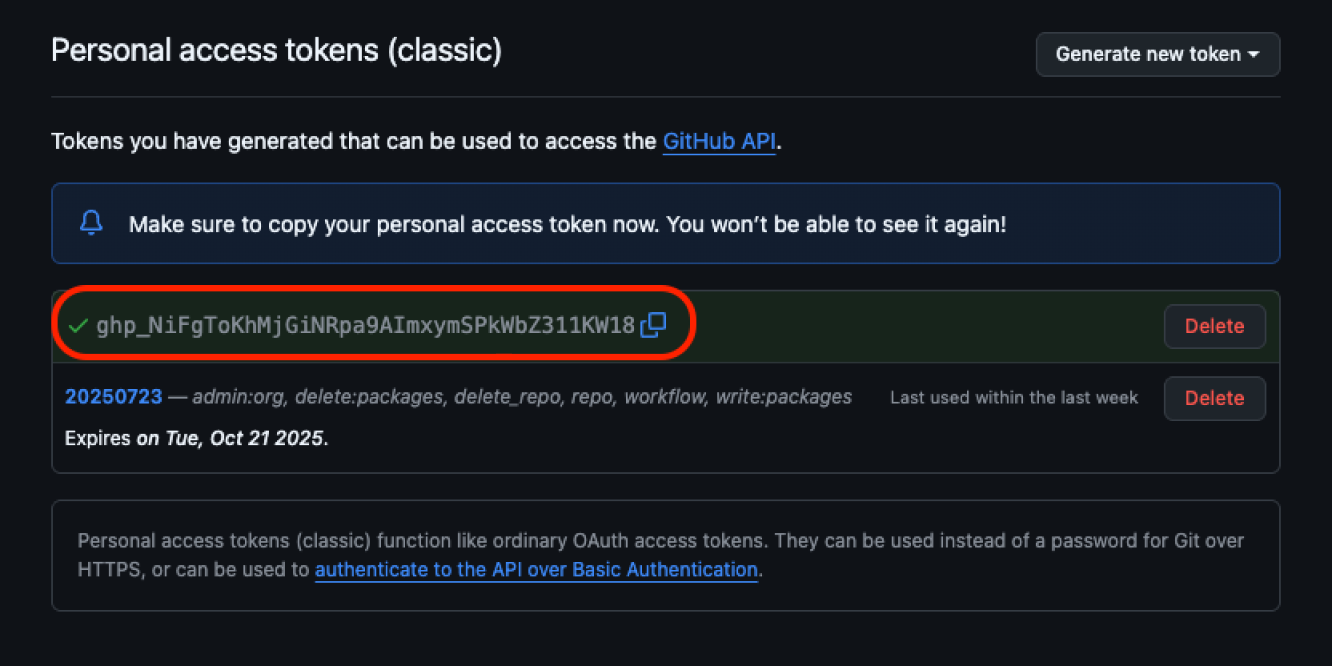 Personal access tokens (classic)
Generate new token
Tokens you have generated that can be used to access the GitHub API.
Make sure to copy your personal access token now. You won’t be able to see it again!
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
Delete
20250723 — admin:org, delete:packages, delete_repo, repo, workflow, write:packages
Last used within the last week
Delete
Expires on Tue, Oct 21 2025.
Personal access tokens (classic) function like ordinary OAuth access tokens. They can be used instead of a password for Git over
HTTPS, or can be used to authenticate to the API over Basic Authentication.